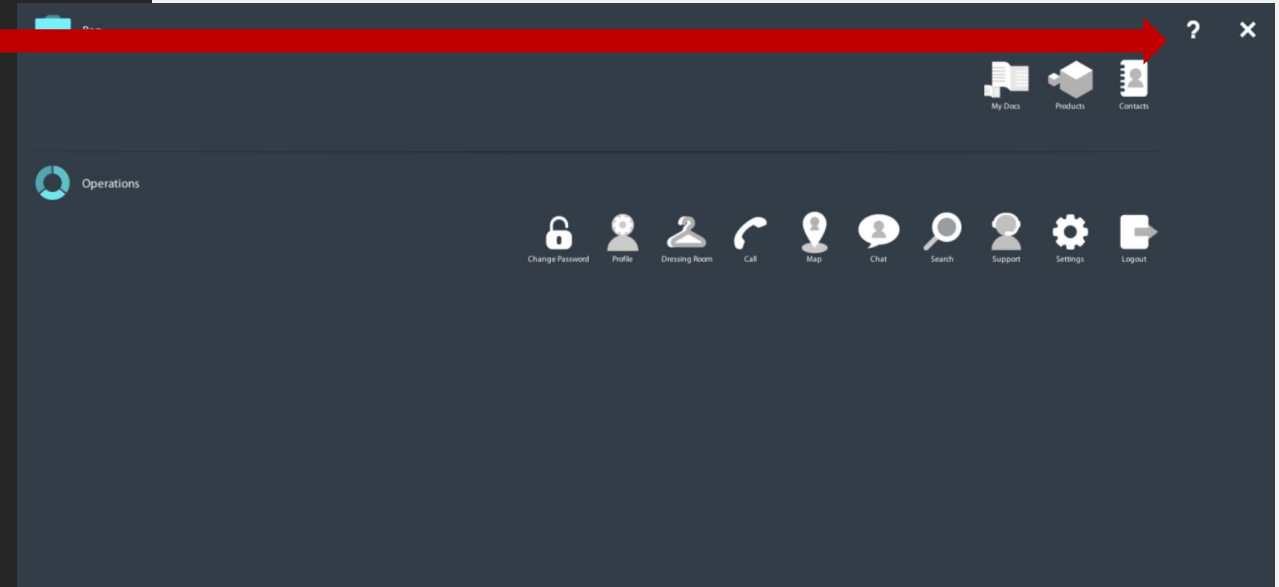 ? ×
My Docs Products Contacts
Operations
Change Password Profile Dressing Room Call Map Chat Search Support Settings Logout